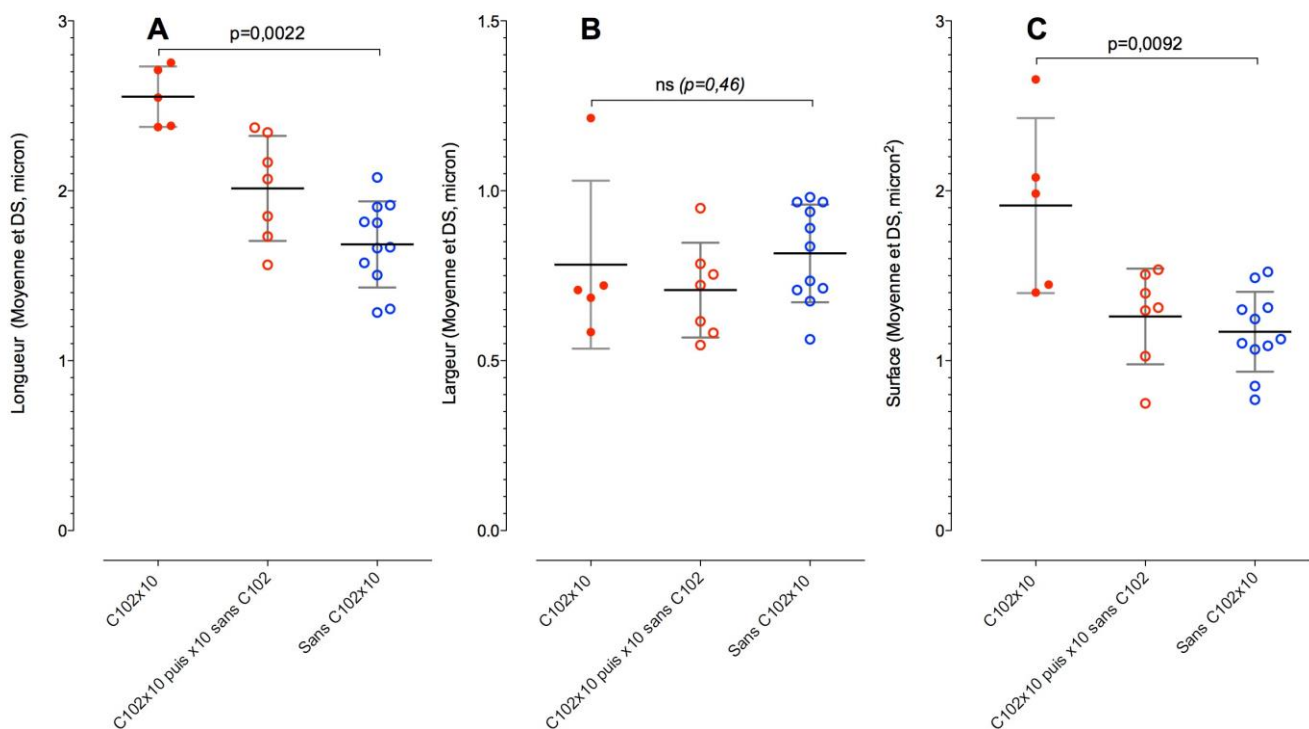 A
p=0,0022
Longueur (Moyenne et DS, micron)
3
2
1
0
C102x10
C102x10 puis x10 sans C102
Sans C102x10
B
ns (p=0,46)
Largeur (Moyenne et DS, micron)
1.5
1.0
0.5
0.0
C102x10
C102x10 puis x10 sans C102
Sans C102x10
C
p=0,0092
Surface (Moyenne et DS, micron²)
3
2
1
0
C102x10
C102x10 puis x10 sans C102
Sans C102x10